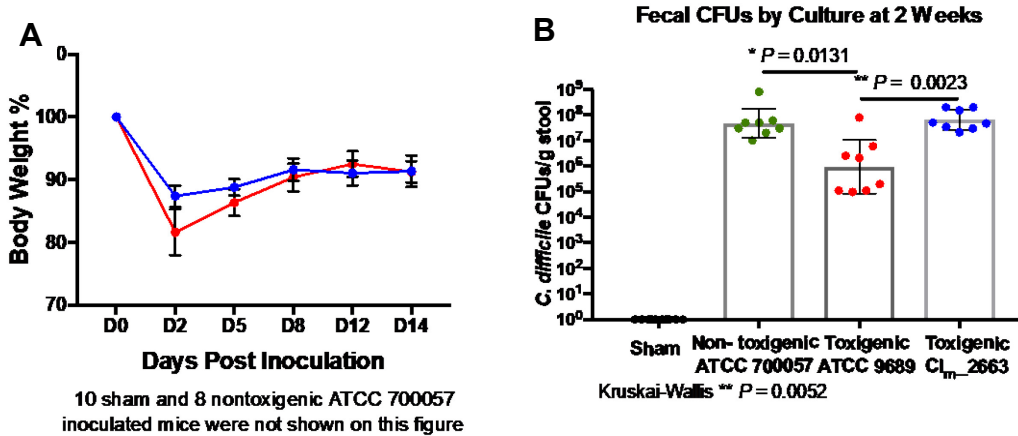 A
Body Weight %
0
100
90
80
70
D0 D2 D5 D8 D12 D14
Days Post Inoculation
10 sham and 8 nontoxigenic ATCC 700057
inoculated mice were not shown on this figure
Fecal CFUs by Culture at 2 Weeks
B
* P = 0.0131
** P = 0.0023
C. difficile CFUs/g stool
10⁹
10⁸
10⁷
10⁶
10⁵
10⁴
10³
10²
10¹
10⁰
Sham
Non- toxigenic
ATCC 700057
Toxigenic
ATCC 9689
Toxigenic
Clₘ_2663
Kruskai-Wallis ** P = 0.0052